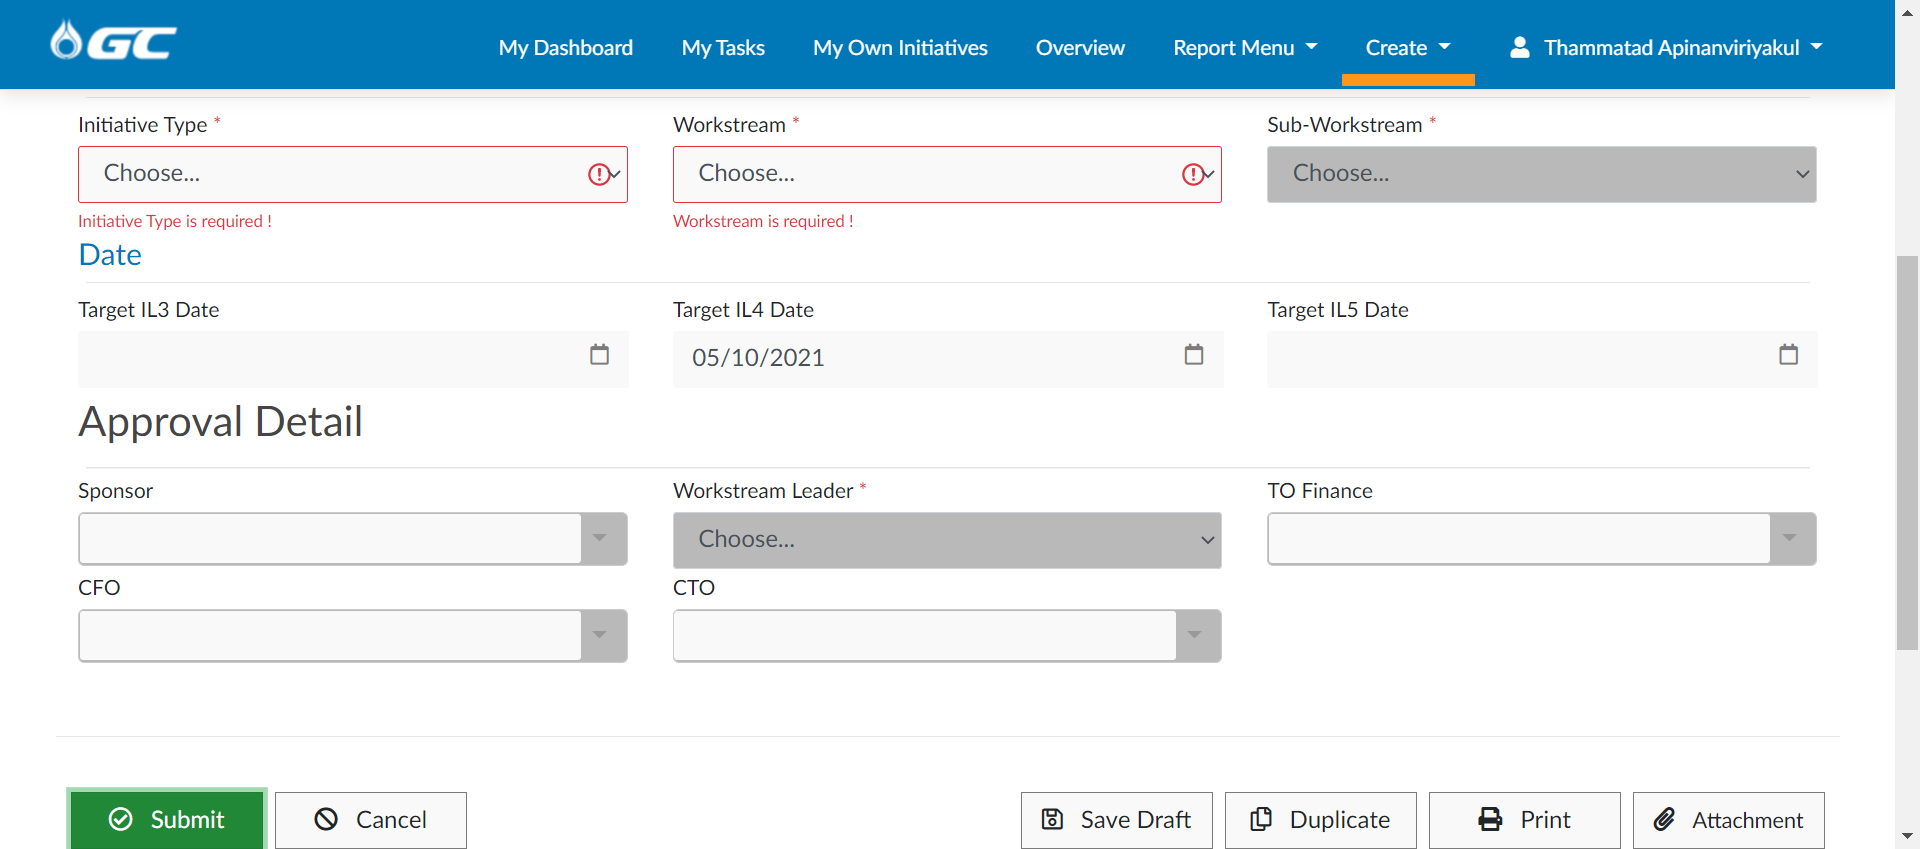 GC
My Dashboard My Tasks My Own Initiatives Overview Report Menu Create Thammatad Apinanviriyakul
Initiative Type * Workstream * Sub-Workstream *
Choose... Choose... Choose...
Initiative Type is required ! Workstream is required !
Date
Target IL3 Date Target IL4 Date Target IL5 Date
05/10/2021
Approval Detail
Sponsor Workstream Leader * TO Finance
Choose...
CFO CTO
Submit Cancel Save Draft Duplicate Print Attachment